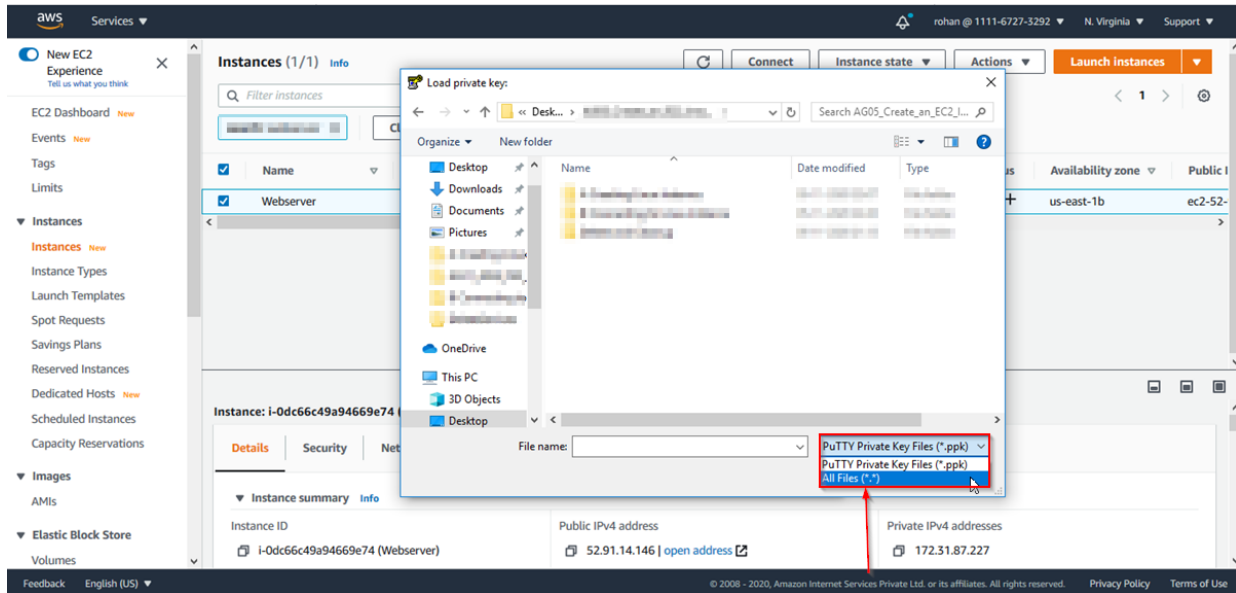 aws Services ▼ rohan @ 1111-6727-3292 ▼ N. Virginia ▼ Support ▼
New EC2
Experience
Tell us what you think
EC2 Dashboard New
Events New
Tags
Limits
▼ Instances
Instances New
Instance Types
Launch Templates
Spot Requests
Savings Plans
Reserved Instances
Dedicated Hosts New
Scheduled Instances
Capacity Reservations
▼ Images
AMIs
▼ Elastic Block Store
Volumes
Instances (1/1) Info
Connect Instance state ▼ Actions ▼ Launch instances ▼
Filter instances
< 1 >
Cl
Name us Availability zone Public I
Webserver us-east-1b ec2-52-
Load private key:
« Desk... > Search AG05_Create_an_EC2_I...
Organize New folder
Desktop
Downloads
Documents
Pictures
OneDrive
This PC
3D Objects
Desktop
Name Date modified Type
File name: PuTTY Private Key Files (*.ppk)
PuTTY Private Key Files (*.ppk)
All Files (*.*)
Instance: i-0dc66c49a94669e74 (
Details Security Net
▼ Instance summary Info
Instance ID Public IPv4 address Private IPv4 addresses
i-0dc66c49a94669e74 (Webserver) 52.91.14.146 | open address 172.31.87.227
Feedback English (US) ▼ © 2008 - 2020, Amazon Internet Services Private Ltd. or its affiliates. All rights reserved. Privacy Policy Terms of Use